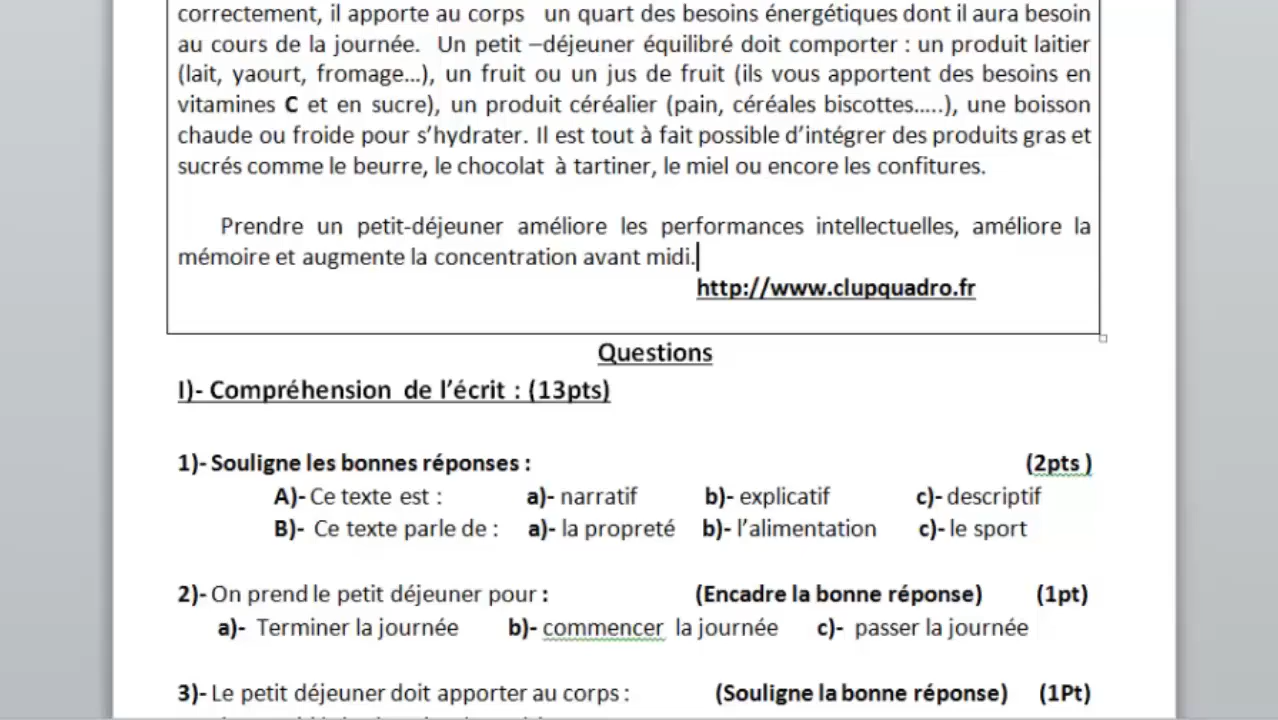 correctement, il apporte au corps un quart des besoins énergétiques dont il aura besoin
au cours de la journée. Un petit –déjeuner équilibré doit comporter : un produit laitier
(lait, yaourt, fromage...), un fruit ou un jus de fruit (ils vous apportent des besoins en
vitamines C et en sucre), un produit céréalier (pain, céréales biscottes.....), une boisson
chaude ou froide pour s’hydrater. Il est tout à fait possible d’intégrer des produits gras et
sucrés comme le beurre, le chocolat à tartiner, le miel ou encore les confitures.
Prendre un petit-déjeuner améliore les performances intellectuelles, améliore la
mémoire et augmente la concentration avant midi.
http://www.clupquadro.fr
Questions
I)- Compréhension de l’écrit : (13pts)
1)- Souligne les bonnes réponses : (2pts )
A)- Ce texte est : a)- narratif b)- explicatif c)- descriptif
B)- Ce texte parle de : a)- la propreté b)- l’alimentation c)- le sport
2)- On prend le petit déjeuner pour : (Encadre la bonne réponse) (1pt)
a)- Terminer la journée b)- commencer la journée c)- passer la journée
3)- Le petit déjeuner doit apporter au corps : (Souligne la bonne réponse) (1Pt)